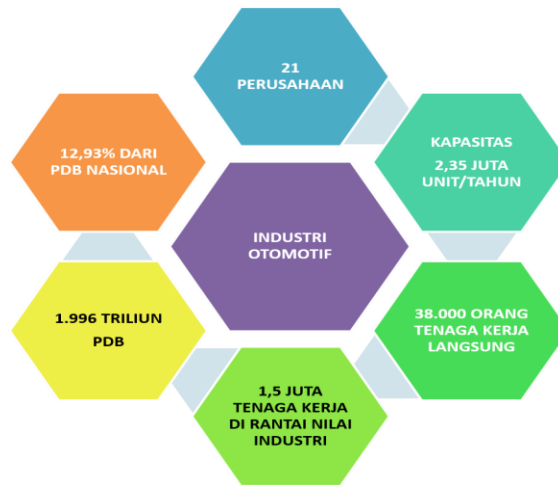 21
PERUSAHAAN
KAPASITAS
2,35 JUTA
UNIT/TAHUN
38.000 ORANG
TENAGA KERJA
LANGSUNG
1,5 JUTA
TENAGA KERJA
DI RANTAI NILAI
INDUSTRI
1.996 TRILIUN
PDB
12,93% DARI
PDB NASIONAL
INDUSTRI
OTOMOTIF